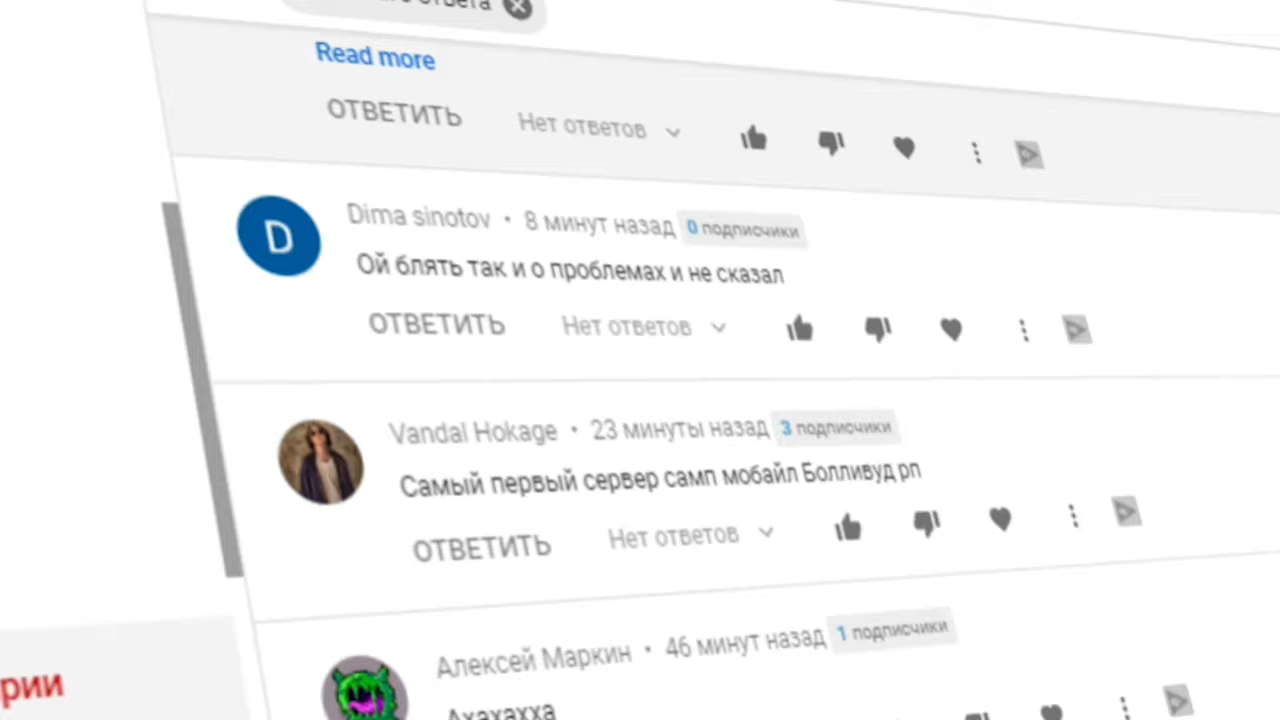 ответа
Read more
ОТВЕТИТЬ Нет ответов
D Dima sinotov • 8 минут назад 0 подписчики
Ой блять так и о проблемах и не сказал
ОТВЕТИТЬ Нет ответов
Vandal Hokage • 23 минуты назад 3 подписчики
Самый первый сервер самп мобайл Болливуд рп
ОТВЕТИТЬ Нет ответов
Алексей Маркин • 46 минут назад 1 подписчики
Ахахахха
рии